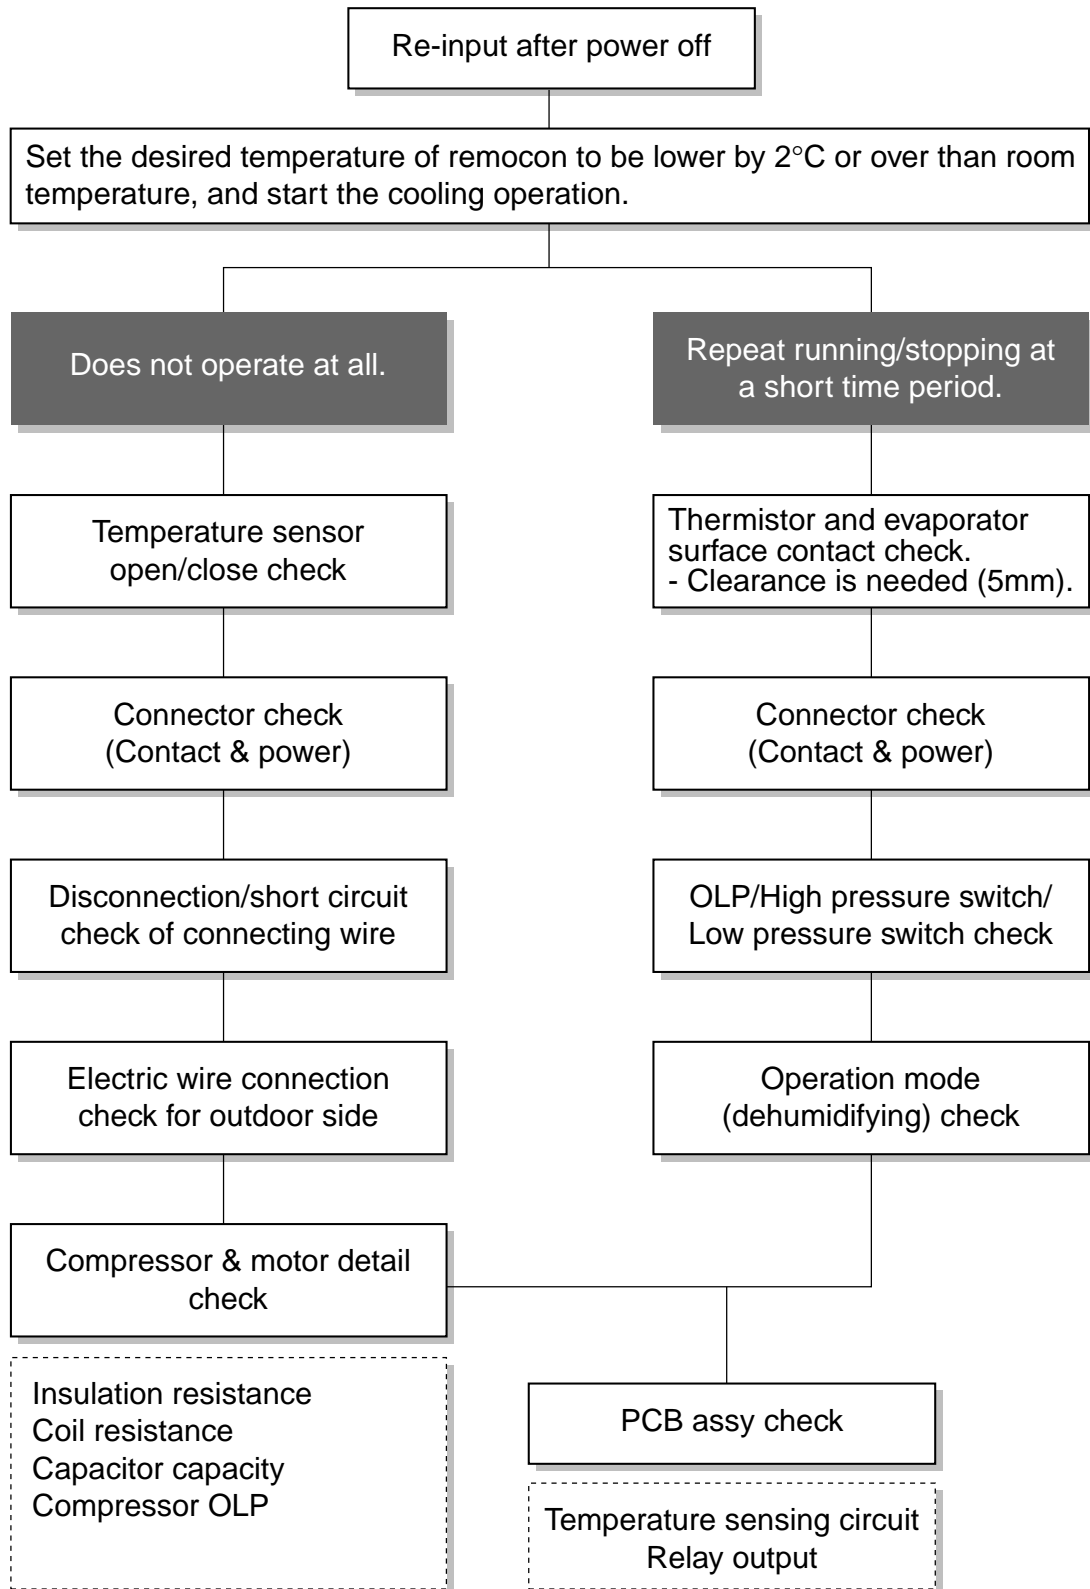 Re-input after power off
Set the desired temperature of remocon to be lower by 2°C or over than room
temperature, and start the cooling operation.
Does not operate at all.
Temperature sensor
open/close check
Connector check
(Contact & power)
Disconnection/short circuit
check of connecting wire
Electric wire connection
check for outdoor side
Compressor & motor detail
check
Insulation resistance
Coil resistance
Capacitor capacity
Compressor OLP
Repeat running/stopping at
a short time period.
Thermistor and evaporator
surface contact check.
- Clearance is needed (5mm).
Connector check
(Contact & power)
OLP/High pressure switch/
Low pressure switch check
Operation mode
(dehumidifying) check
PCB assy check
Temperature sensing circuit
Relay output